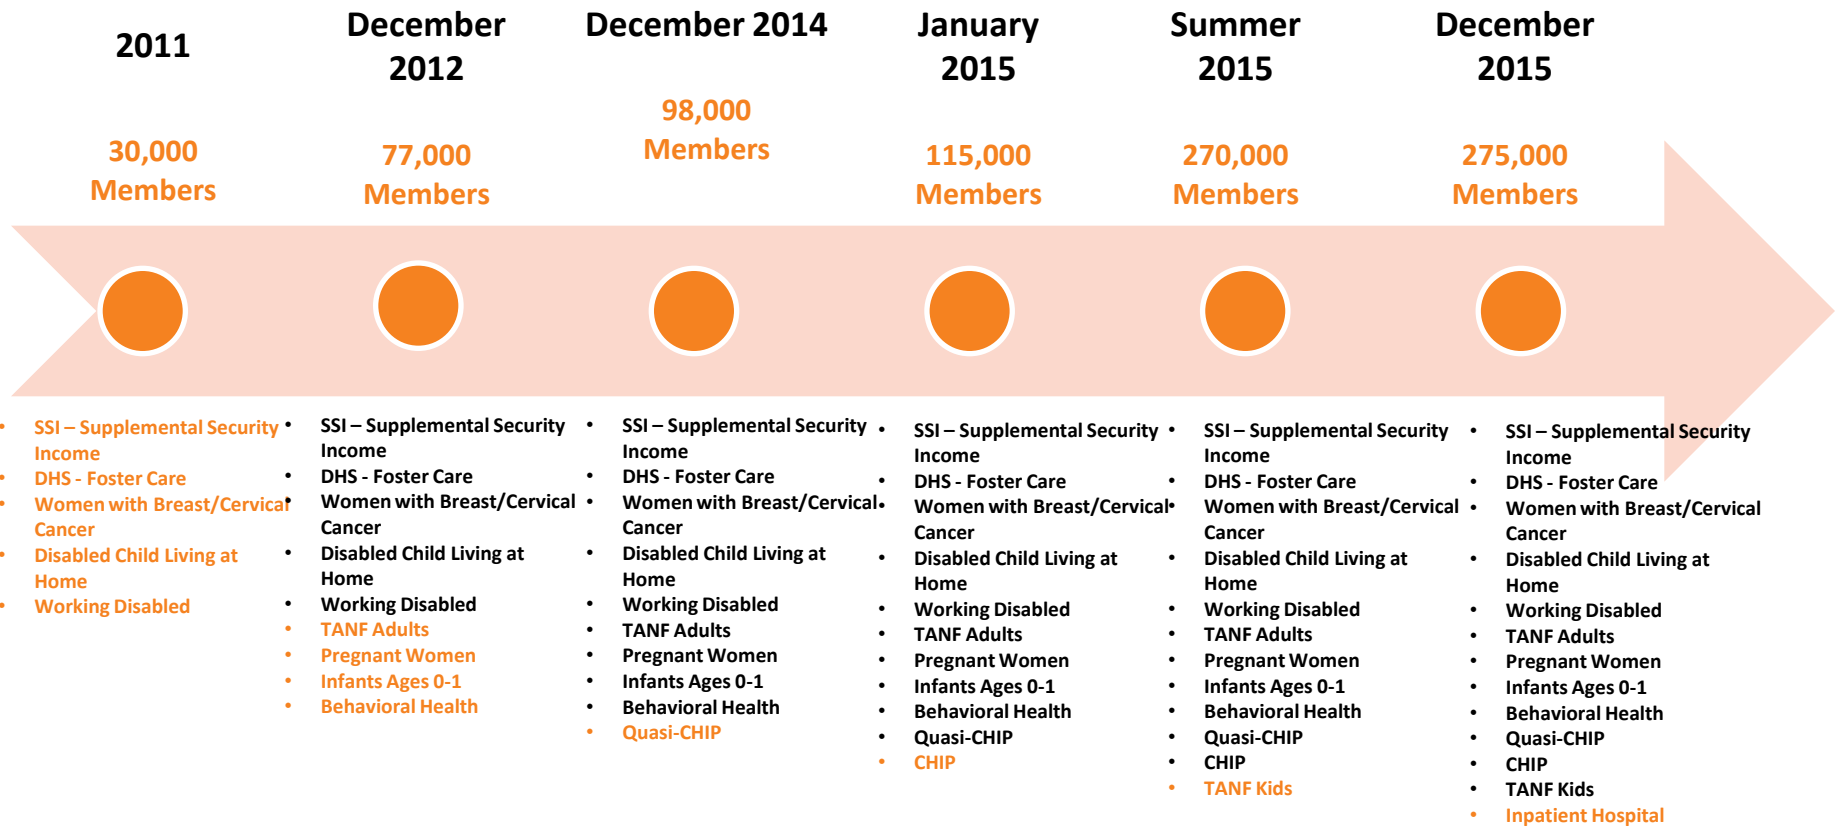 2011
30,000
Members
• SSI – Supplemental Security
Income
• DHS - Foster Care
• Women with Breast/Cervical
Cancer
• Disabled Child Living at
Home
• Working Disabled
December
2012
77,000
Members
• SSI – Supplemental Security
Income
• DHS - Foster Care
• Women with Breast/Cervical
Cancer
• Disabled Child Living at
Home
• Working Disabled
• TANF Adults
• Pregnant Women
• Infants Ages 0-1
• Behavioral Health
December 2014
98,000
Members
• SSI – Supplemental Security
Income
• DHS - Foster Care
• Women with Breast/Cervical
Cancer
• Disabled Child Living at
Home
• Working Disabled
• TANF Adults
• Pregnant Women
• Infants Ages 0-1
• Behavioral Health
• Quasi-CHIP
January
2015
115,000
Members
• SSI – Supplemental Security
Income
• DHS - Foster Care
• Women with Breast/Cervical
Cancer
• Disabled Child Living at
Home
• Working Disabled
• TANF Adults
• Pregnant Women
• Infants Ages 0-1
• Behavioral Health
• Quasi-CHIP
• CHIP
Summer
2015
270,000
Members
• SSI – Supplemental Security
Income
• DHS - Foster Care
• Women with Breast/Cervical
Cancer
• Disabled Child Living at
Home
• Working Disabled
• TANF Adults
• Pregnant Women
• Infants Ages 0-1
• Behavioral Health
• Quasi-CHIP
• CHIP
• TANF Kids
December
2015
275,000
Members
• SSI – Supplemental Security
Income
• DHS - Foster Care
• Women with Breast/Cervical
Cancer
• Disabled Child Living at
Home
• Working Disabled
• TANF Adults
• Pregnant Women
• Infants Ages 0-1
• Behavioral Health
• Quasi-CHIP
• CHIP
• TANF Kids
• Inpatient Hospital